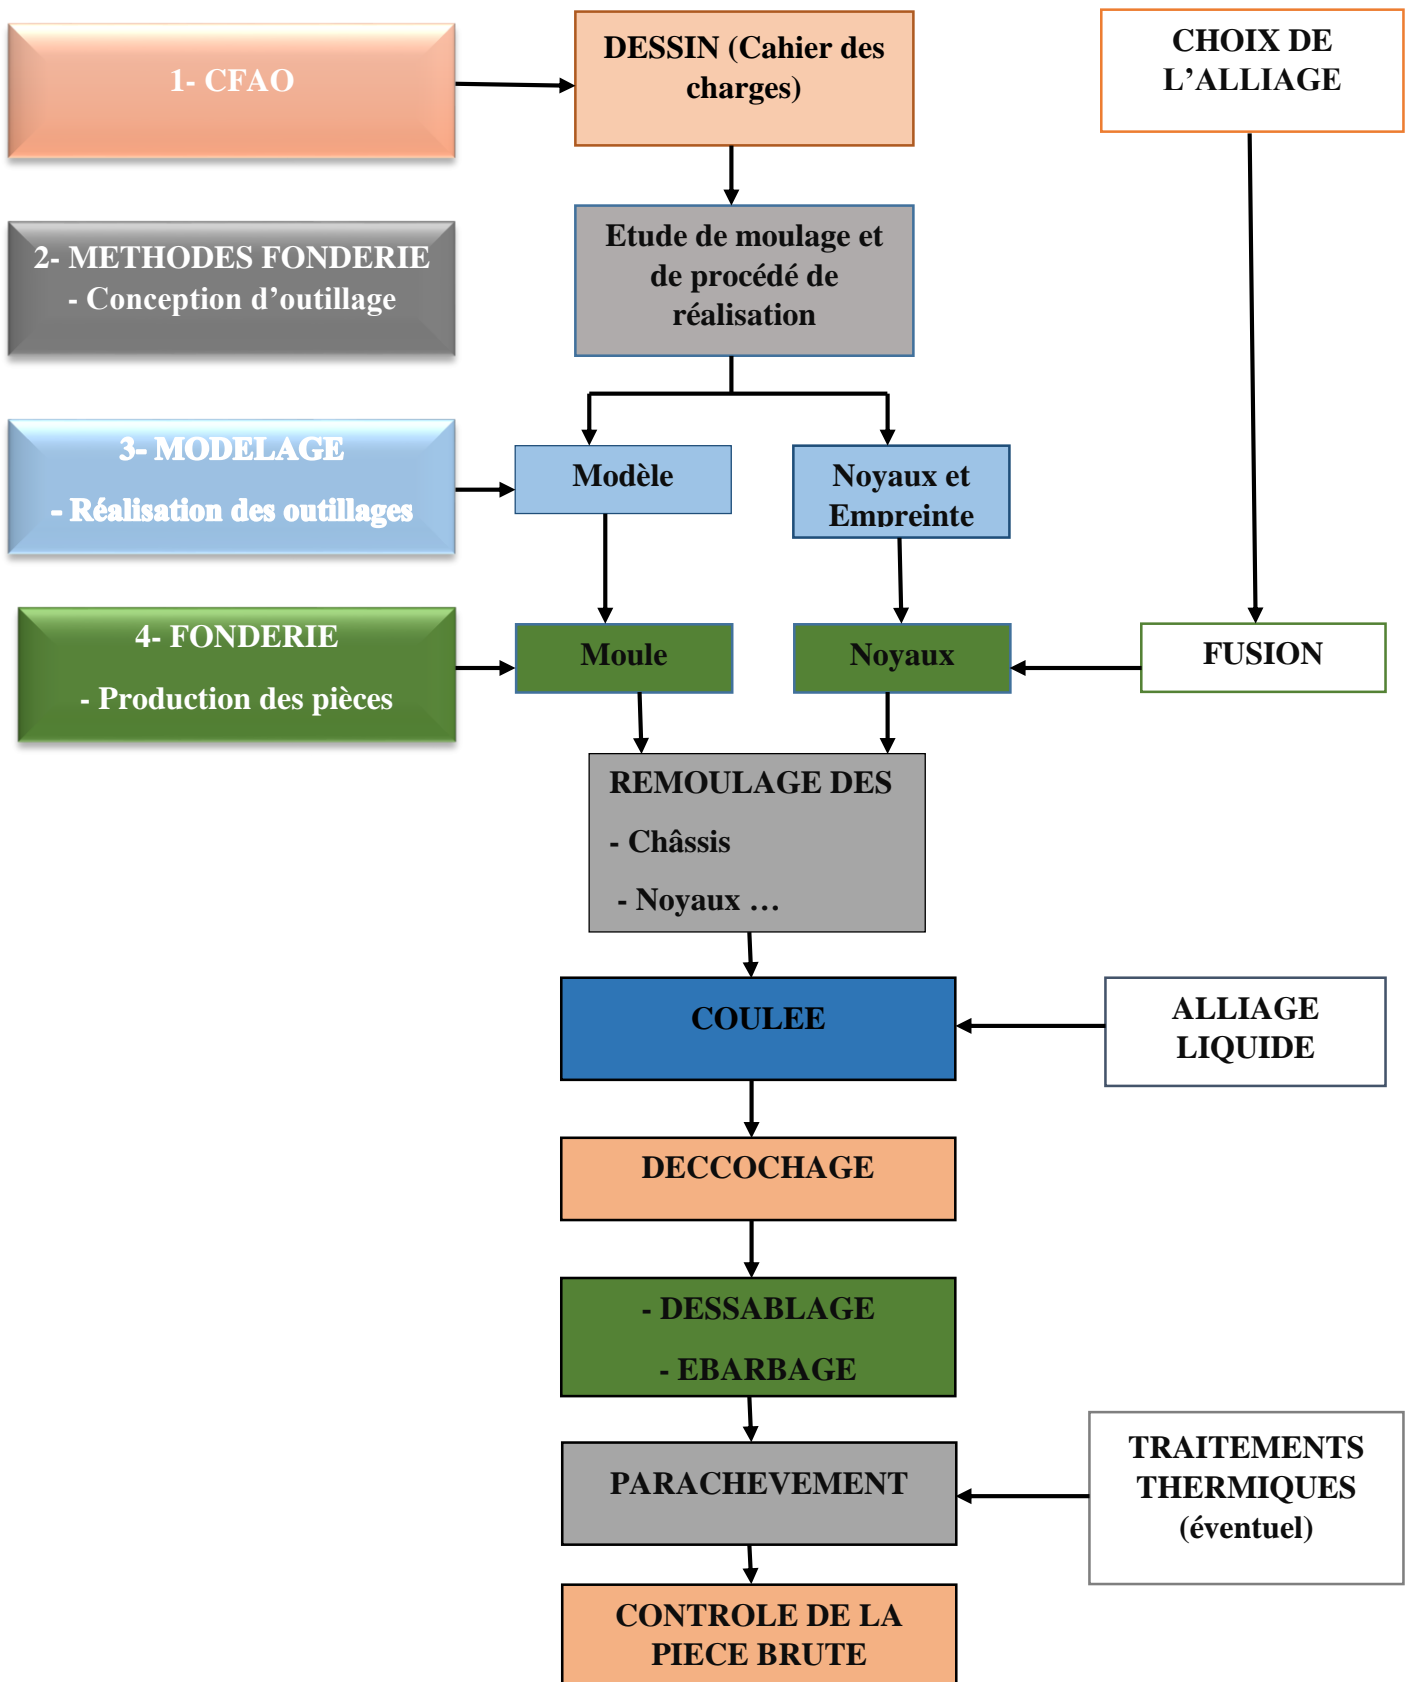 1- CFAO
DESSIN (Cahier des
charges)
CHOIX DE
L’ALLIAGE
2- METHODES FONDERIE
- Conception d’outillage
Etude de moulage et
de procédé de
réalisation
3- MODELAGE
- Réalisation des outillages
Modèle
Noyaux et
Empreinte
4- FONDERIE
- Production des pièces
Moule
Noyaux
FUSION
REMOULAGE DES
- Châssis
- Noyaux …
COULEE
ALLIAGE
LIQUIDE
DECCOCHAGE
- DESSABLAGE
- EBARBAGE
PARACHEVEMENT
TRAITEMENTS
THERMIQUES
(éventuel)
CONTROLE DE LA
PIECE BRUTE